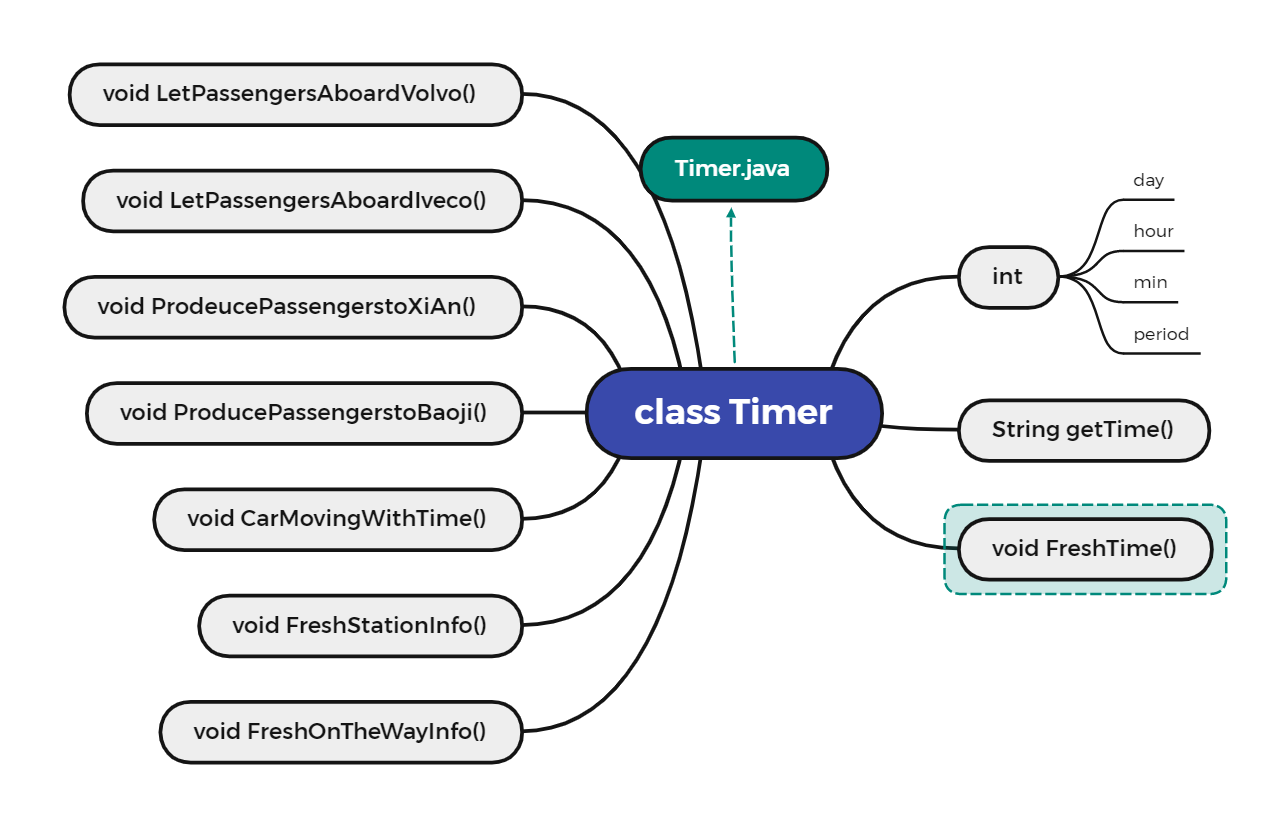 void LetPassengersAboardVolvo()
void LetPassengersAboardIveco()
void ProdeucePassengerstoXiAn()
void ProducePassengerstoBaoji()
void CarMovingWithTime()
void FreshStationInfo()
void FreshOnTheWayInfo()
Timer.java
class Timer
int
day
hour
min
period
String getTime()
void FreshTime()